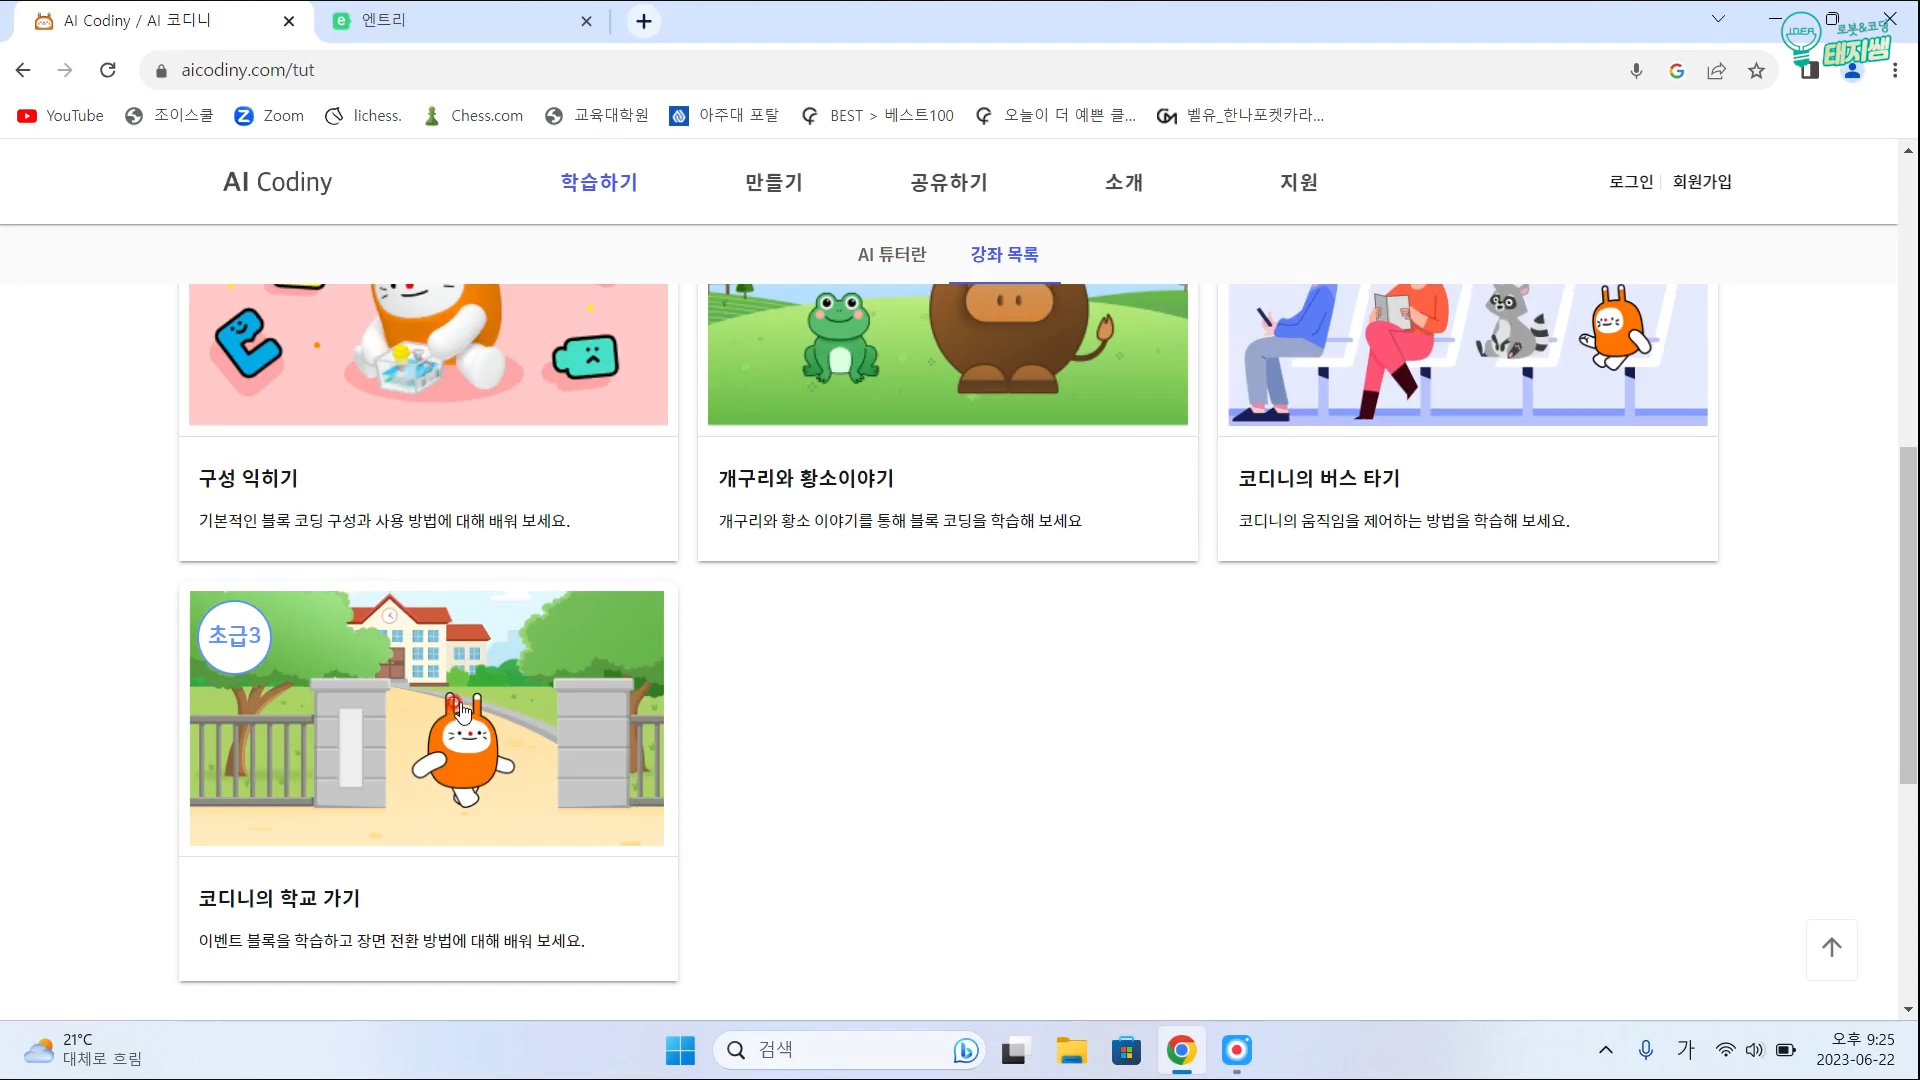 AI Codiny / AI 코디니
엔트리
I.D.E.A
로봇&코딩
태지쌤
aicodiny.com/tut
YouTube
조이스쿨
Zoom
lichess.
Chess.com
교육대학원
아주대 포탈
BEST > 베스트100
오늘이 더 예쁜 클...
벨유_한나포켓카라...
AI Codiny
학습하기
만들기
공유하기
소개
지원
로그인
회원가입
AI 튜터란
강좌 목록
구성 익히기
기본적인 블록 코딩 구성과 사용 방법에 대해 배워 보세요.
개구리와 황소이야기
개구리와 황소 이야기를 통해 블록 코딩을 학습해 보세요
코디니의 버스 타기
코디니의 움직임을 제어하는 방법을 학습해 보세요.
초급3
코디니의 학교 가기
이벤트 블록을 학습하고 장면 전환 방법에 대해 배워 보세요.
21°C
대체로 흐림
검색
가
오후 9:25
2023-06-22